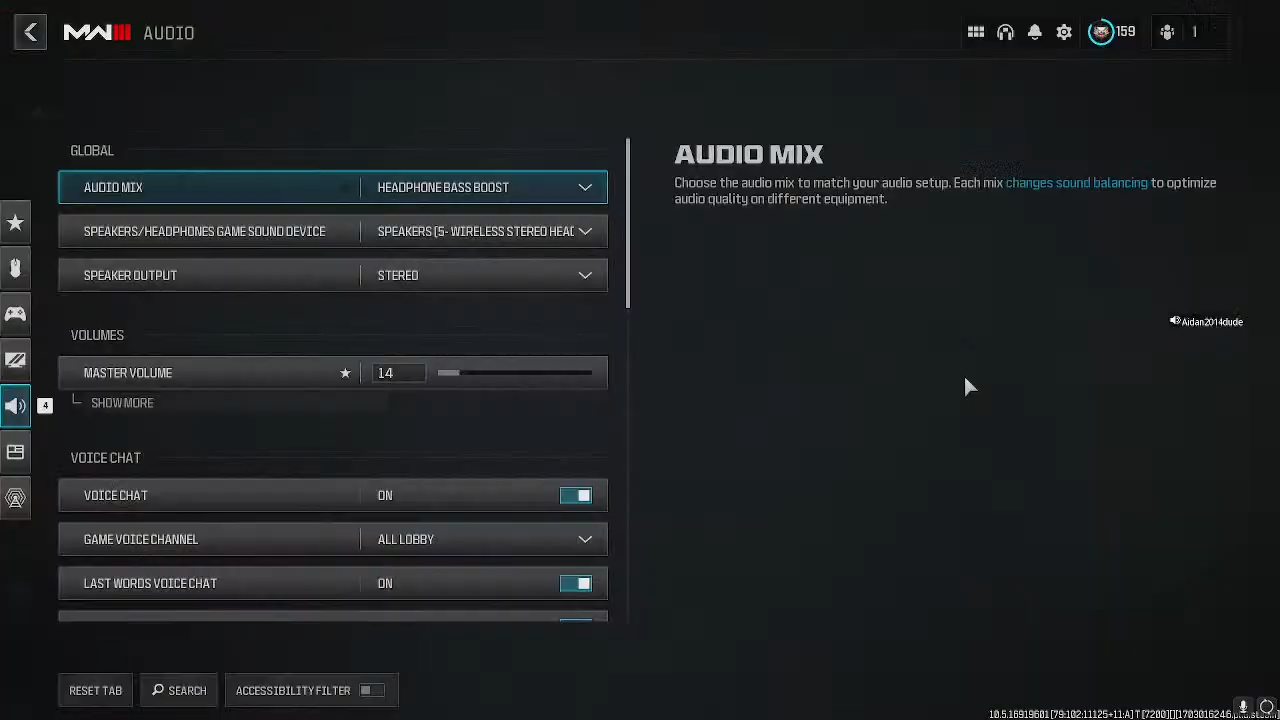 MWIII AUDIO
159
1
GLOBAL
AUDIO MIX
HEADPHONE BASS BOOST
SPEAKERS/HEADPHONES GAME SOUND DEVICE
SPEAKERS (5- WIRELESS STEREO HEAD
SPEAKER OUTPUT
STEREO
VOLUMES
MASTER VOLUME
14
SHOW MORE
VOICE CHAT
VOICE CHAT
ON
GAME VOICE CHANNEL
ALL LOBBY
LAST WORDS VOICE CHAT
ON
4
AUDIO MIX
Choose the audio mix to match your audio setup. Each mix changes sound balancing to optimize
audio quality on different equipment.
Aidan2014dude
RESET TAB
SEARCH
ACCESSIBILITY FILTER